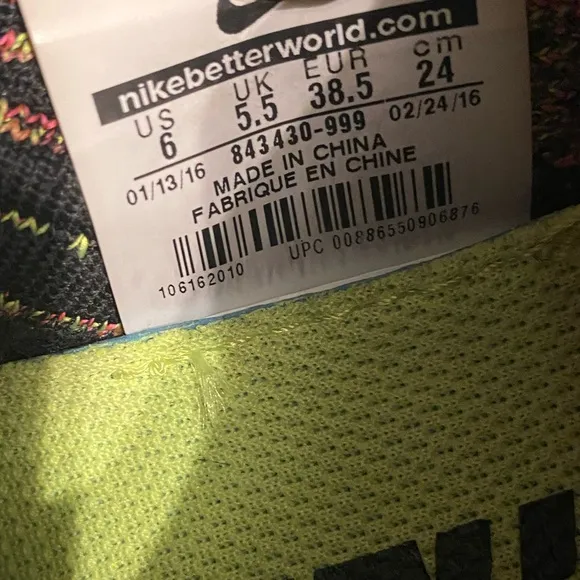 nikebetterworld.com
US UK EUR cm
6 5.5 38.5 24
01/13/16 843430-999 02/24/16
MADE IN CHINA
FABRIQUE EN CHINE
106162010 UPC 00886550906876